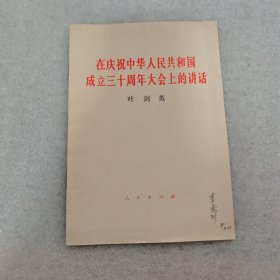 在庆祝中华人民共和国
成立三十周年大会上的讲话
叶剑英
人民出版社